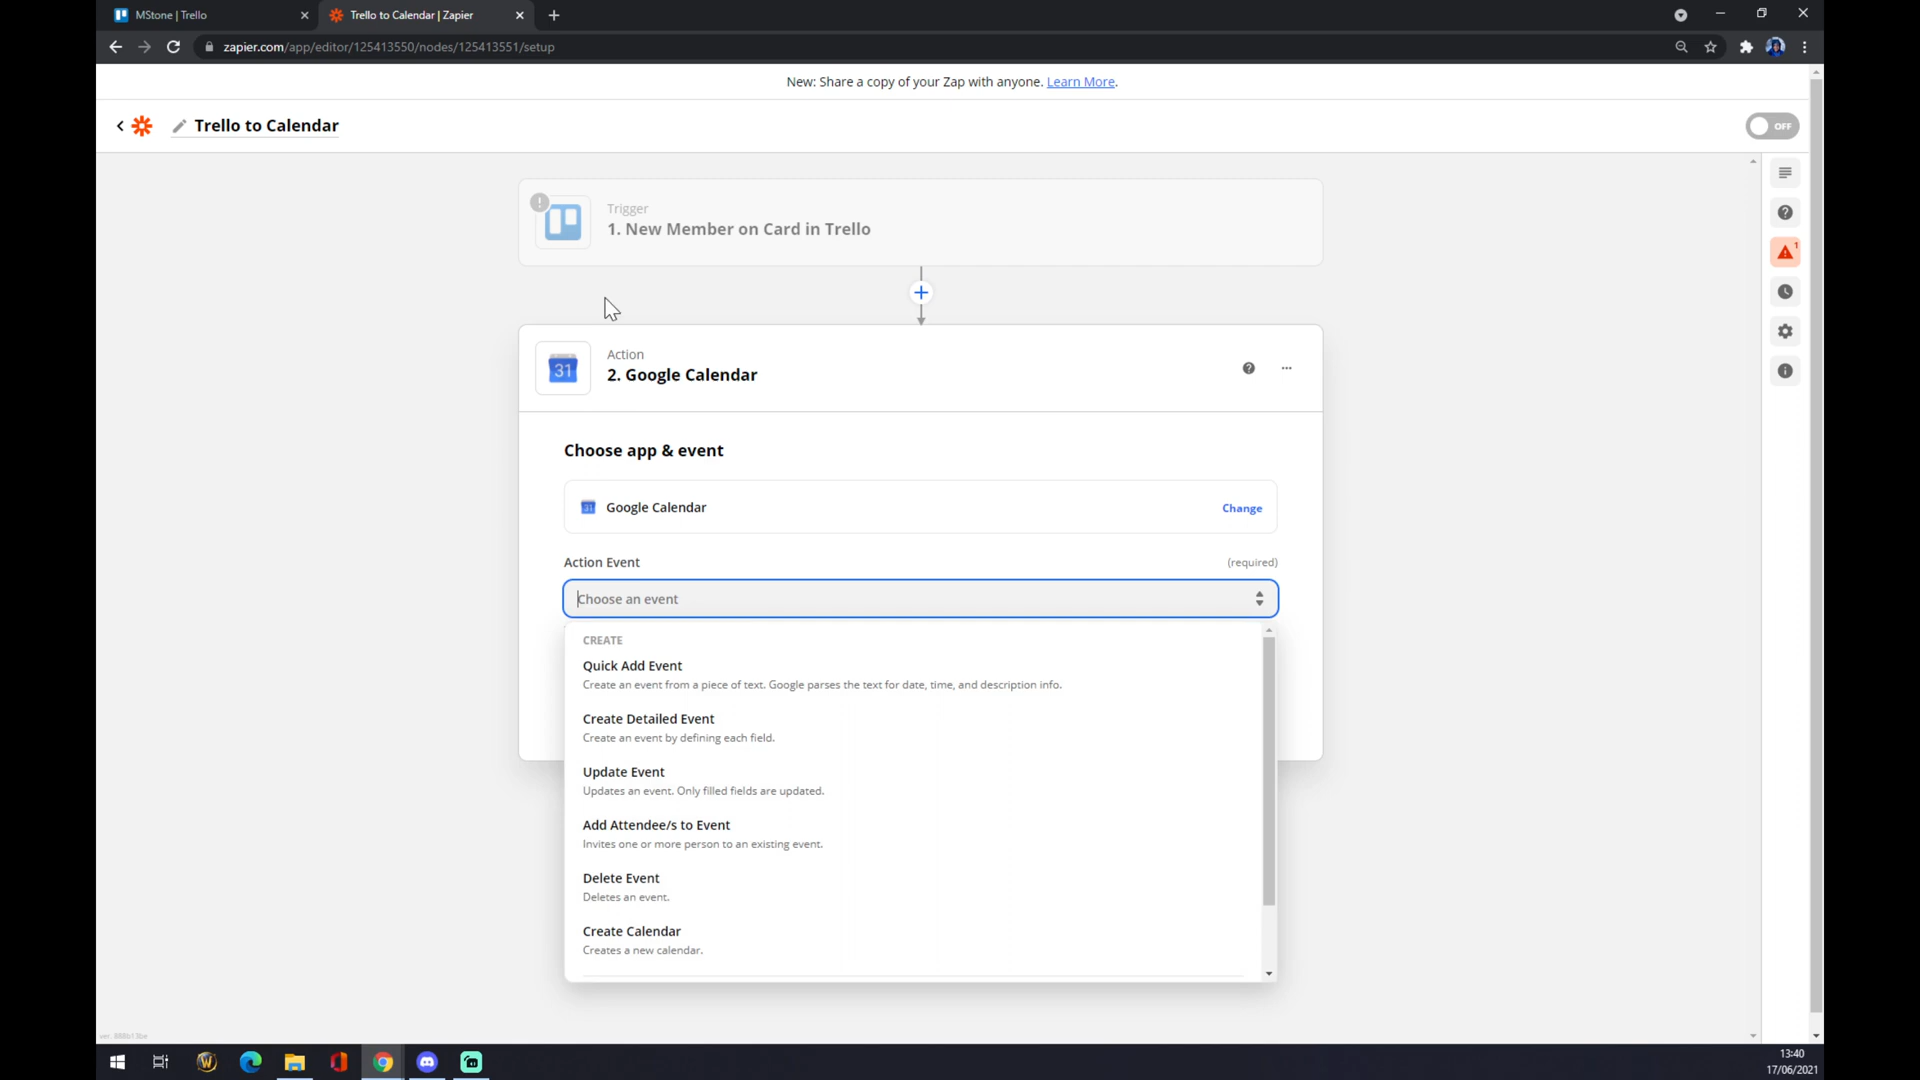 MStone | Trello
Trello to Calendar | Zapier
zapier.com/app/editor/125413550/nodes/125413551/setup
New: Share a copy of your Zap with anyone. Learn More.
Trello to Calendar
OFF
Trigger
1. New Member on Card in Trello
1
Action
31
2. Google Calendar
Choose app & event
31
Google Calendar
Change
Action Event
(required)
Choose an event
CREATE
Quick Add Event
Create an event from a piece of text. Google parses the text for date, time, and description info.
Create Detailed Event
Create an event by defining each field.
Update Event
Updates an event. Only filled fields are updated.
Add Attendee/s to Event
Invites one or more person to an existing event.
Delete Event
Deletes an event.
Create Calendar
Creates a new calendar.
13:40
17/06/2021